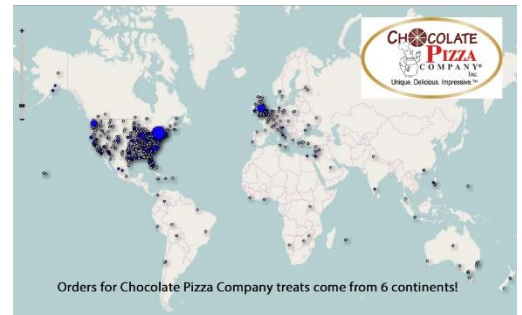 CHOCOLATE
PIZZA
COMPANY®
Inc.
Unique. Delicious. Impressive.™
Orders for Chocolate Pizza Company treats come from 6 continents!